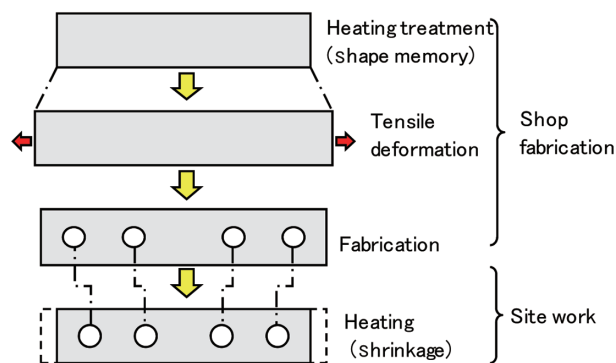 Heating treatment
(shape memory)
Tensile
deformation
Shop
fabrication
Fabrication
Heating
(shrinkage)
Site work